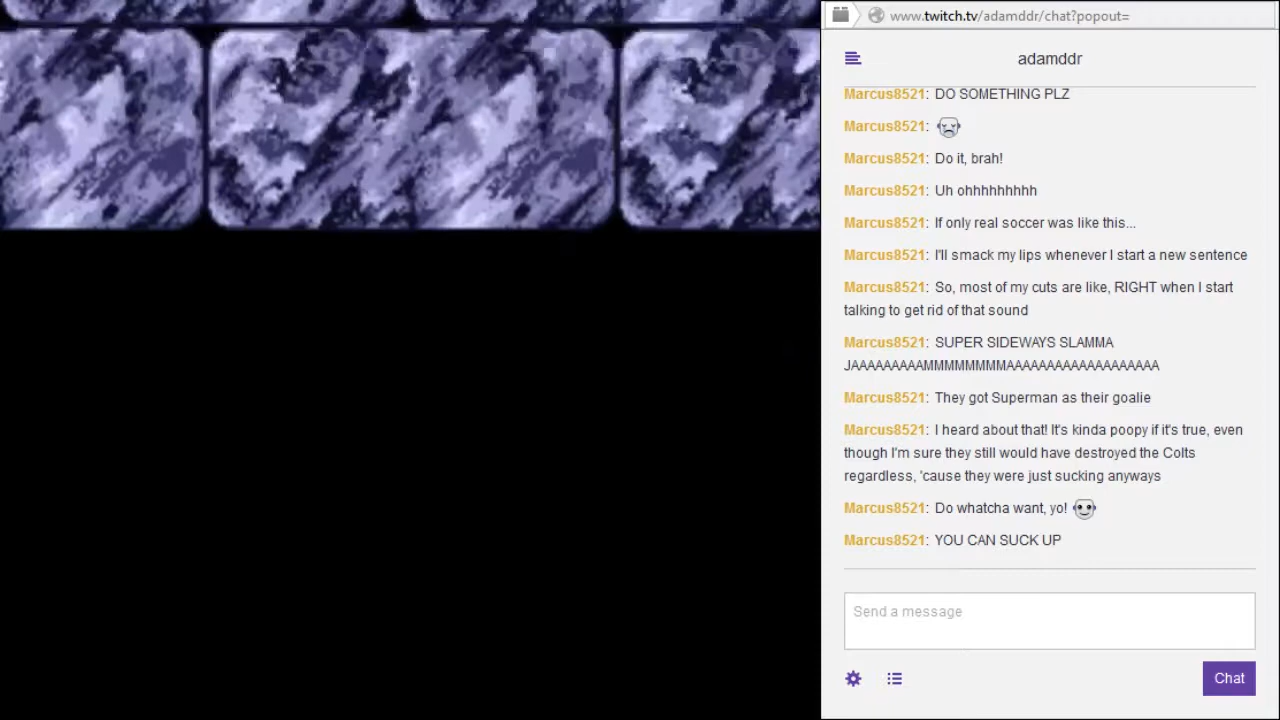 www.twitch.tv/adamddr/chat?popout=
adamddr
Marcus8521: DO SOMETHING PLZ
Marcus8521:
Marcus8521: Do it, brah!
Marcus8521: Uh ohhhhhhhhh
Marcus8521: If only real soccer was like this...
Marcus8521: I'll smack my lips whenever I start a new sentence
Marcus8521: So, most of my cuts are like, RIGHT when I start
talking to get rid of that sound
Marcus8521: SUPER SIDEWAYS SLAMMA
JAAAAAAAAAMMMMMMMMAAAAAAAAAAAAAAAAAAA
Marcus8521: They got Superman as their goalie
Marcus8521: I heard about that! It's kinda poopy if it's true, even
though I'm sure they still would have destroyed the Colts
regardless, 'cause they were just sucking anyways
Marcus8521: Do whatcha want, yo!
Marcus8521: YOU CAN SUCK UP
Send a message
Chat